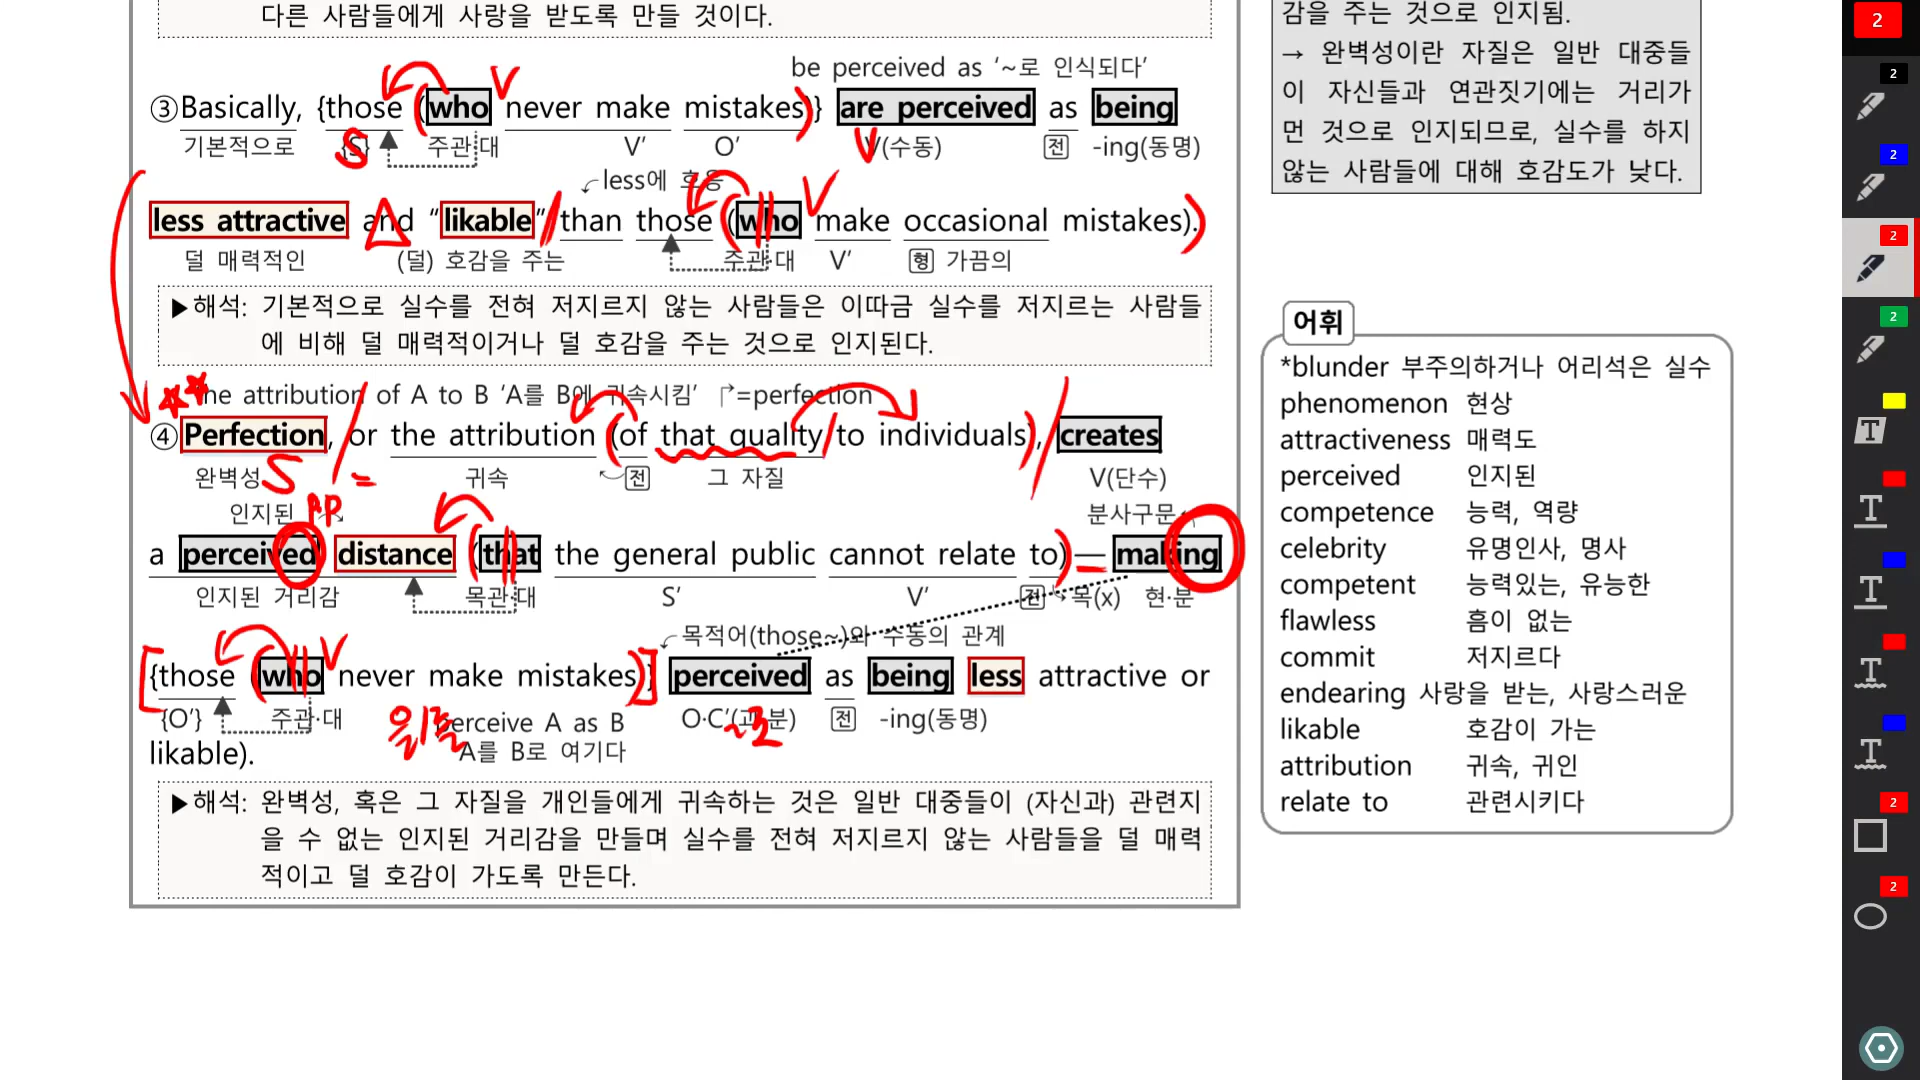 다른 사람들에게 사랑을 받도록 만들 것이다.
be perceived as '~로 인식되다'
V
③Basically, {those (who never make mistakes)} are perceived as being
기본적으로 {S} 주관·대 V' O' V(수동) 전 -ing(동명)
S V
less에 호응
V
less attractive and “likable” than those (who make occasional mistakes).
덜 매력적인 (덜) 호감을 주는 주관·대 V' 형 가끔의
▶해석: 기본적으로 실수를 전혀 저지르지 않는 사람들은 이따금 실수를 저지르는 사람들
에 비해 덜 매력적이거나 덜 호감을 주는 것으로 인지된다.
the attribution of A to B 'A를 B에 귀속시킴' =perfection
④Perfection, or the attribution (of that quality to individuals), creates
완벽성 S = 귀속 전 그 자질 V(단수)
인지된 pp 분사구문
a perceived distance (that the general public cannot relate to) — making
인지된 거리감 목관·대 S' V' 전 목(x) 현·분
목적어(those~)와 수동의 관계
V
[{those (who never make mistakes)}] perceived as being less attractive or
{O'} 주관·대 을/를 perceive A as B O·C'(과·분) ~로 전 -ing(동명)
likable). A를 B로 여기다
▶해석: 완벽성, 혹은 그 자질을 개인들에게 귀속하는 것은 일반 대중들이 (자신과) 관련지
을 수 없는 인지된 거리감을 만들며 실수를 전혀 저지르지 않는 사람들을 덜 매력
적이고 덜 호감이 가도록 만든다.
감을 주는 것으로 인지됨.
→ 완벽성이란 자질은 일반 대중들
이 자신들과 연관짓기에는 거리가
먼 것으로 인지되므로, 실수를 하지
않는 사람들에 대해 호감도가 낮다.
어휘
*blunder 부주의하거나 어리석은 실수
phenomenon 현상
attractiveness 매력도
perceived 인지된
competence 능력, 역량
celebrity 유명인사, 명사
competent 능력있는, 유능한
flawless 흠이 없는
commit 저지르다
endearing 사랑을 받는, 사랑스러운
likable 호감이 가는
attribution 귀속, 귀인
relate to 관련시키다
2
2
2
2
2
T
T
T
T
T
2
2